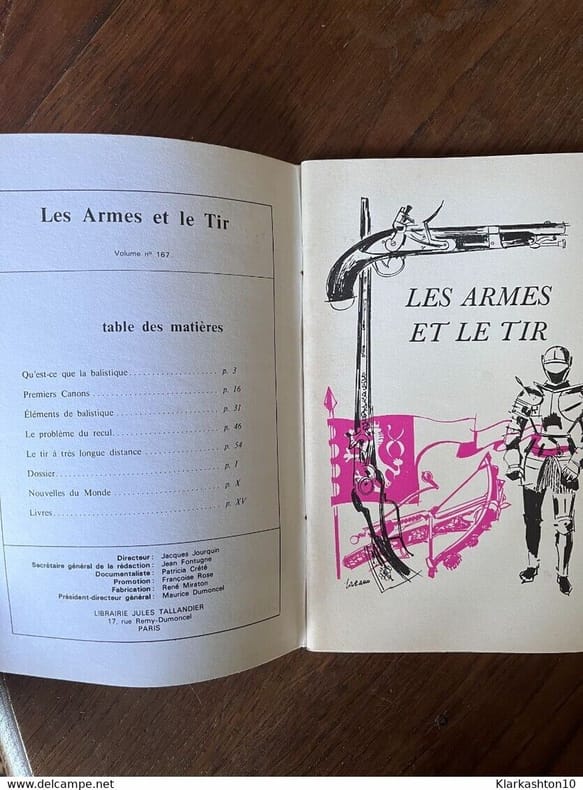 Les Armes et le Tir
Volume nº 167
table des matières
Qu'est-ce que la balistique .................... p. 3
Premiers Canons .................... p. 16
Éléments de balistique .................... p. 31
Le problème du recul .................... p. 46
Le tir à très longue distance .................... p. 54
Dossier .................... p. I
Nouvelles du Monde .................... p. X
Livres .................... p. XV
Directeur : Jacques Jourquin
Secrétaire général de la rédaction : Jean Fontugne
Documentaliste : Patricia Crété
Promotion : Françoise Rose
Fabrication : René Miraton
Président-directeur général : Maurice Dumoncel
LIBRAIRIE JULES TALLANDIER
17, rue Remy-Dumoncel
PARIS
LES ARMES
ET LE TIR
Klarkashton10